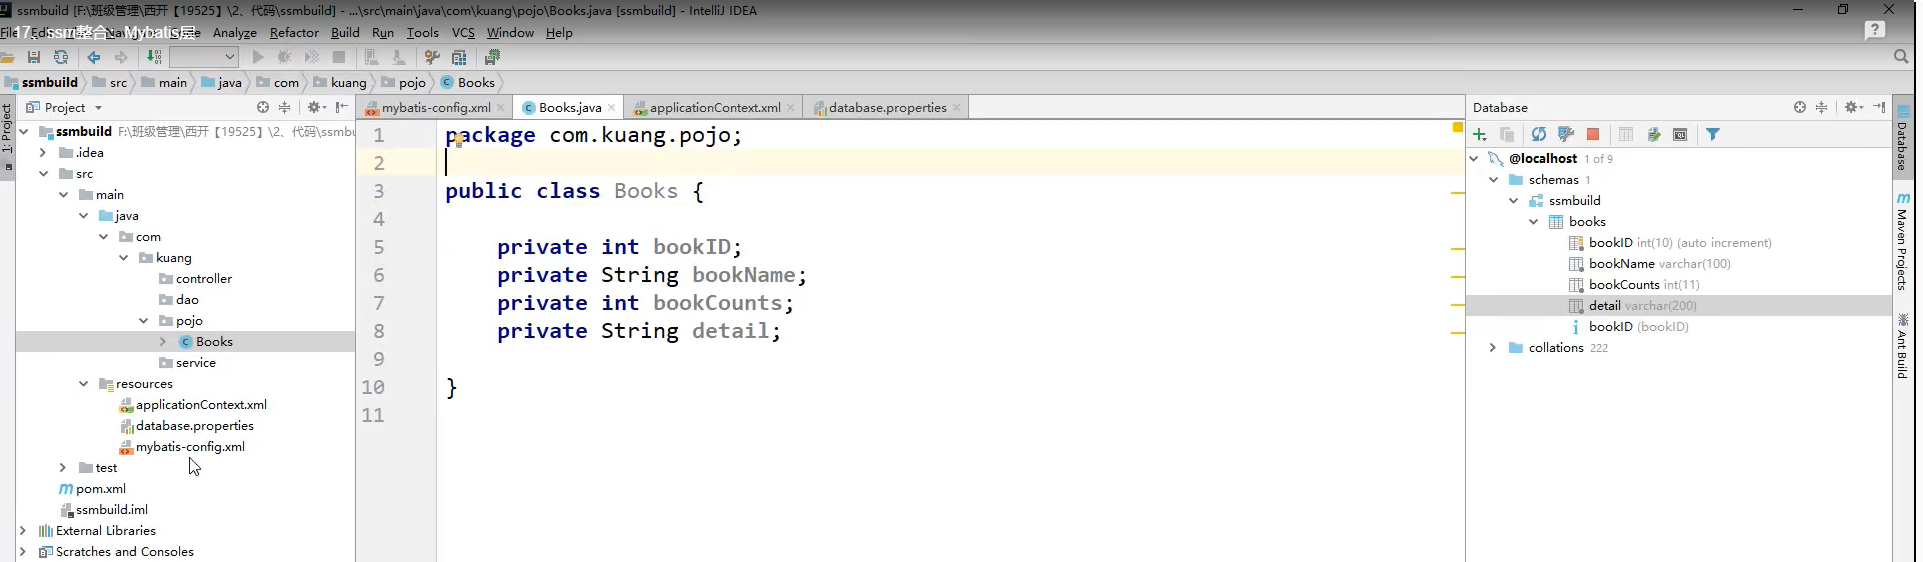 ssmbuild [F:\班级管理\西开【19525】\2、代码\ssmbuild] - ...\src\main\java\com\kuang\pojo\Books.java [ssmbuild] - IntelliJ IDEA
17、ssm整合：Mybatis层
File Analyze Refactor Build Run Tools VCS Window Help
ssmbuild src main java com kuang pojo Books
Project
mybatis-config.xml Books.java applicationContext.xml database.properties
Database
1: Project
ssmbuild F:\班级管理\西开【19525】\2、代码\ssmbu
.idea
src
main
java
com
kuang
controller
dao
pojo
Books
service
resources
applicationContext.xml
database.properties
mybatis-config.xml
test
pom.xml
ssmbuild.iml
External Libraries
Scratches and Consoles
1 package com.kuang.pojo;
2
3 public class Books {
4
5 private int bookID;
6 private String bookName;
7 private int bookCounts;
8 private String detail;
9
10 }
11
@localhost 1 of 9
schemas 1
ssmbuild
books
bookID int(10) (auto increment)
bookName varchar(100)
bookCounts int(11)
detail varchar(200)
bookID (bookID)
collations 222
Database
Maven Projects
Ant Build